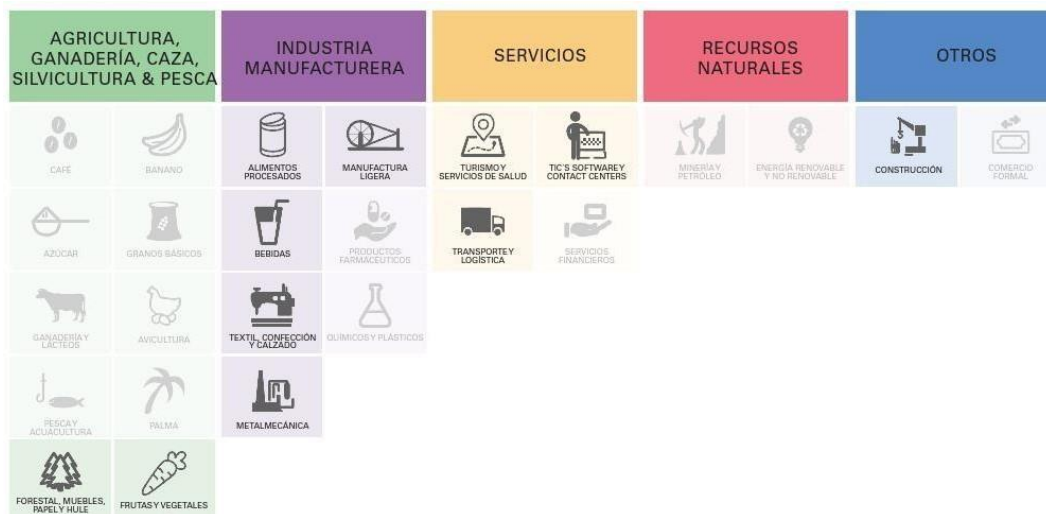 AGRICULTURA,
GANADERÍA, CAZA,
SILVICULTURA & PESCA
INDUSTRIA
MANUFACTURERA
SERVICIOS
RECURSOS
NATURALES
OTROS
CAFÉ
BANANO
ALIMENTOS
PROCESADOS
MANUFACTURA
LIGERA
TURISMO Y
SERVICIOS DE SALUD
TIC'S SOFTWARE Y
CONTACT CENTERS
MINERÍA Y
PETRÓLEO
ENERGÍA RENOVABLE
Y NO RENOVABLE
CONSTRUCCIÓN
COMERCIO
FORMAL
AZÚCAR
GRANOS BÁSICOS
BEBIDAS
PRODUCTOS
FARMACÉUTICOS
TRANSPORTE Y
LOGÍSTICA
SERVICIOS
FINANCIEROS
GANADERÍA Y
LÁCTEOS
AVICULTURA
TEXTIL, CONFECCIÓN
Y CALZADO
QUÍMICOS Y PLÁSTICOS
PESCA Y
ACUACULTURA
PALMA
METALMECÁNICA
FORESTAL, MUEBLES,
PAPEL Y HULE
FRUTAS Y VEGETALES